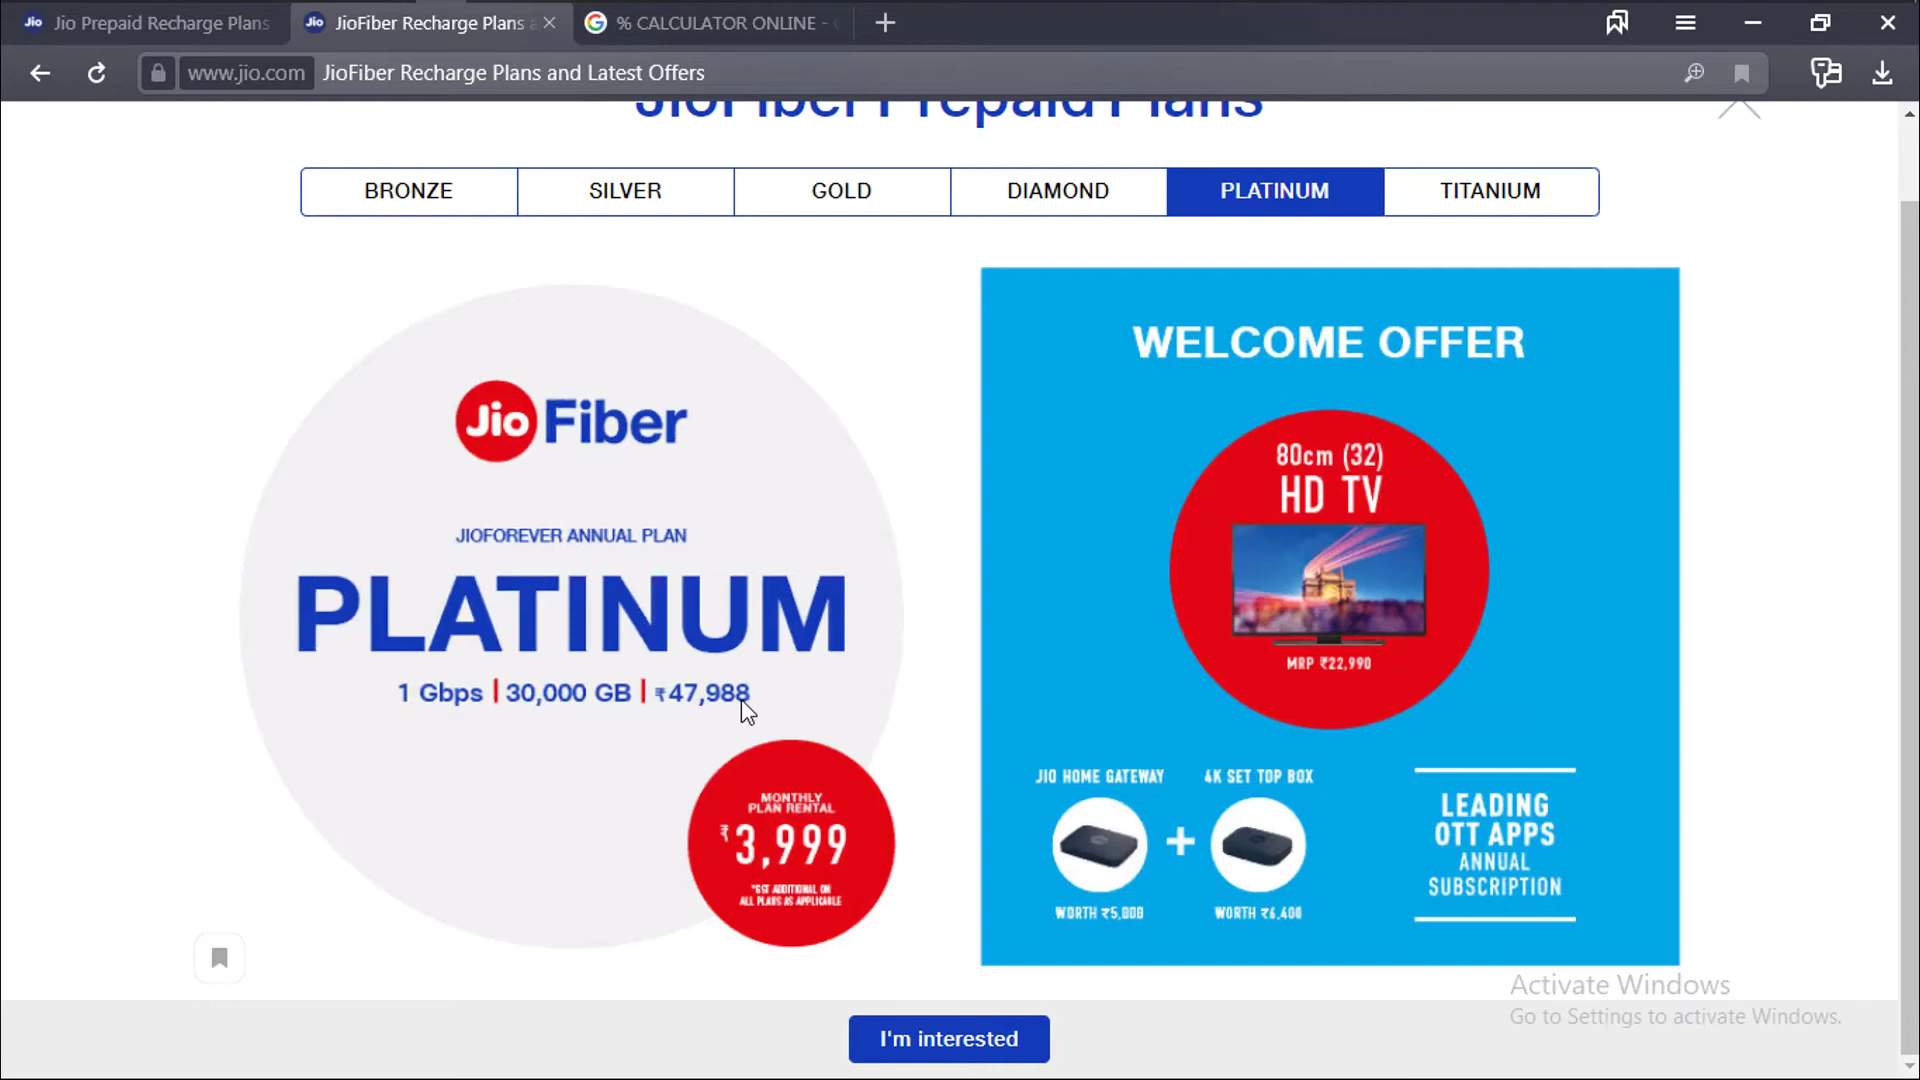 Jio Prepaid Recharge Plans
JioFiber Recharge Plans a
% CALCULATOR ONLINE -
www.jio.com
JioFiber Recharge Plans and Latest Offers
JioFiber Prepaid Plans
BRONZE
SILVER
GOLD
DIAMOND
PLATINUM
TITANIUM
Jio Fiber
JIOFOREVER ANNUAL PLAN
PLATINUM
1 Gbps | 30,000 GB | ₹47,988
MONTHLY
PLAN RENTAL
₹3,999
*GST ADDITIONAL ON
ALL PLANS AS APPLICABLE
WELCOME OFFER
80cm (32)
HD TV
MRP ₹22,990
JIO HOME GATEWAY
4K SET TOP BOX
+
WORTH ₹5,000
WORTH ₹6,400
LEADING
OTT APPS
ANNUAL
SUBSCRIPTION
Activate Windows
Go to Settings to activate Windows.
I'm interested